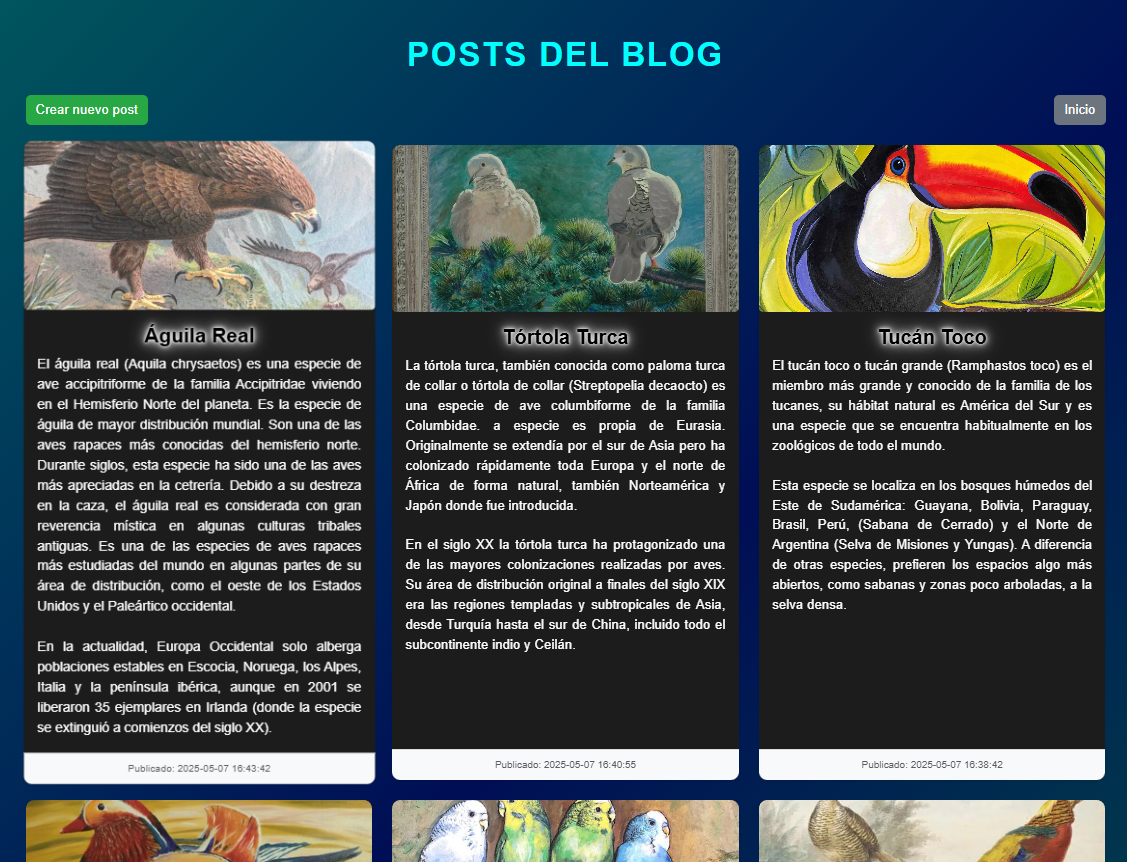 POSTS DEL BLOG
Crear nuevo post
Inicio
Águila Real
El águila real (Aquila chrysaetos) es una especie de
ave accipitriforme de la familia Accipitridae viviendo
en el Hemisferio Norte del planeta. Es la especie de
águila de mayor distribución mundial. Son una de las
aves rapaces más conocidas del hemisferio norte.
Durante siglos, esta especie ha sido una de las aves
más apreciadas en la cetrería. Debido a su destreza
en la caza, el águila real es considerada con gran
reverencia mística en algunas culturas tribales
antiguas. Es una de las especies de aves rapaces
más estudiadas del mundo en algunas partes de su
área de distribución, como el oeste de los Estados
Unidos y el Paleártico occidental.
En la actualidad, Europa Occidental solo alberga
poblaciones estables en Escocia, Noruega, los Alpes,
Italia y la península ibérica, aunque en 2001 se
liberaron 35 ejemplares en Irlanda (donde la especie
se extinguió a comienzos del siglo XX).
Publicado: 2025-05-07 16:43:42
Tórtola Turca
La tórtola turca, también conocida como paloma turca
de collar o tórtola de collar (Streptopelia decaocto) es
una especie de ave columbiforme de la familia
Columbidae. a especie es propia de Eurasia.
Originalmente se extendía por el sur de Asia pero ha
colonizado rápidamente toda Europa y el norte de
África de forma natural, también Norteamérica y
Japón donde fue introducida.
En el siglo XX la tórtola turca ha protagonizado una
de las mayores colonizaciones realizadas por aves.
Su área de distribución original a finales del siglo XIX
era las regiones templadas y subtropicales de Asia,
desde Turquía hasta el sur de China, incluido todo el
subcontinente indio y Ceilán.
Publicado: 2025-05-07 16:40:55
Tucán Toco
El tucán toco o tucán grande (Ramphastos toco) es el
miembro más grande y conocido de la familia de los
tucanes, su hábitat natural es América del Sur y es
una especie que se encuentra habitualmente en los
zoológicos de todo el mundo.
Esta especie se localiza en los bosques húmedos del
Este de Sudamérica: Guayana, Bolivia, Paraguay,
Brasil, Perú, (Sabana de Cerrado) y el Norte de
Argentina (Selva de Misiones y Yungas). A diferencia
de otras especies, prefieren los espacios algo más
abiertos, como sabanas y zonas poco arboladas, a la
selva densa.
Publicado: 2025-05-07 16:38:42